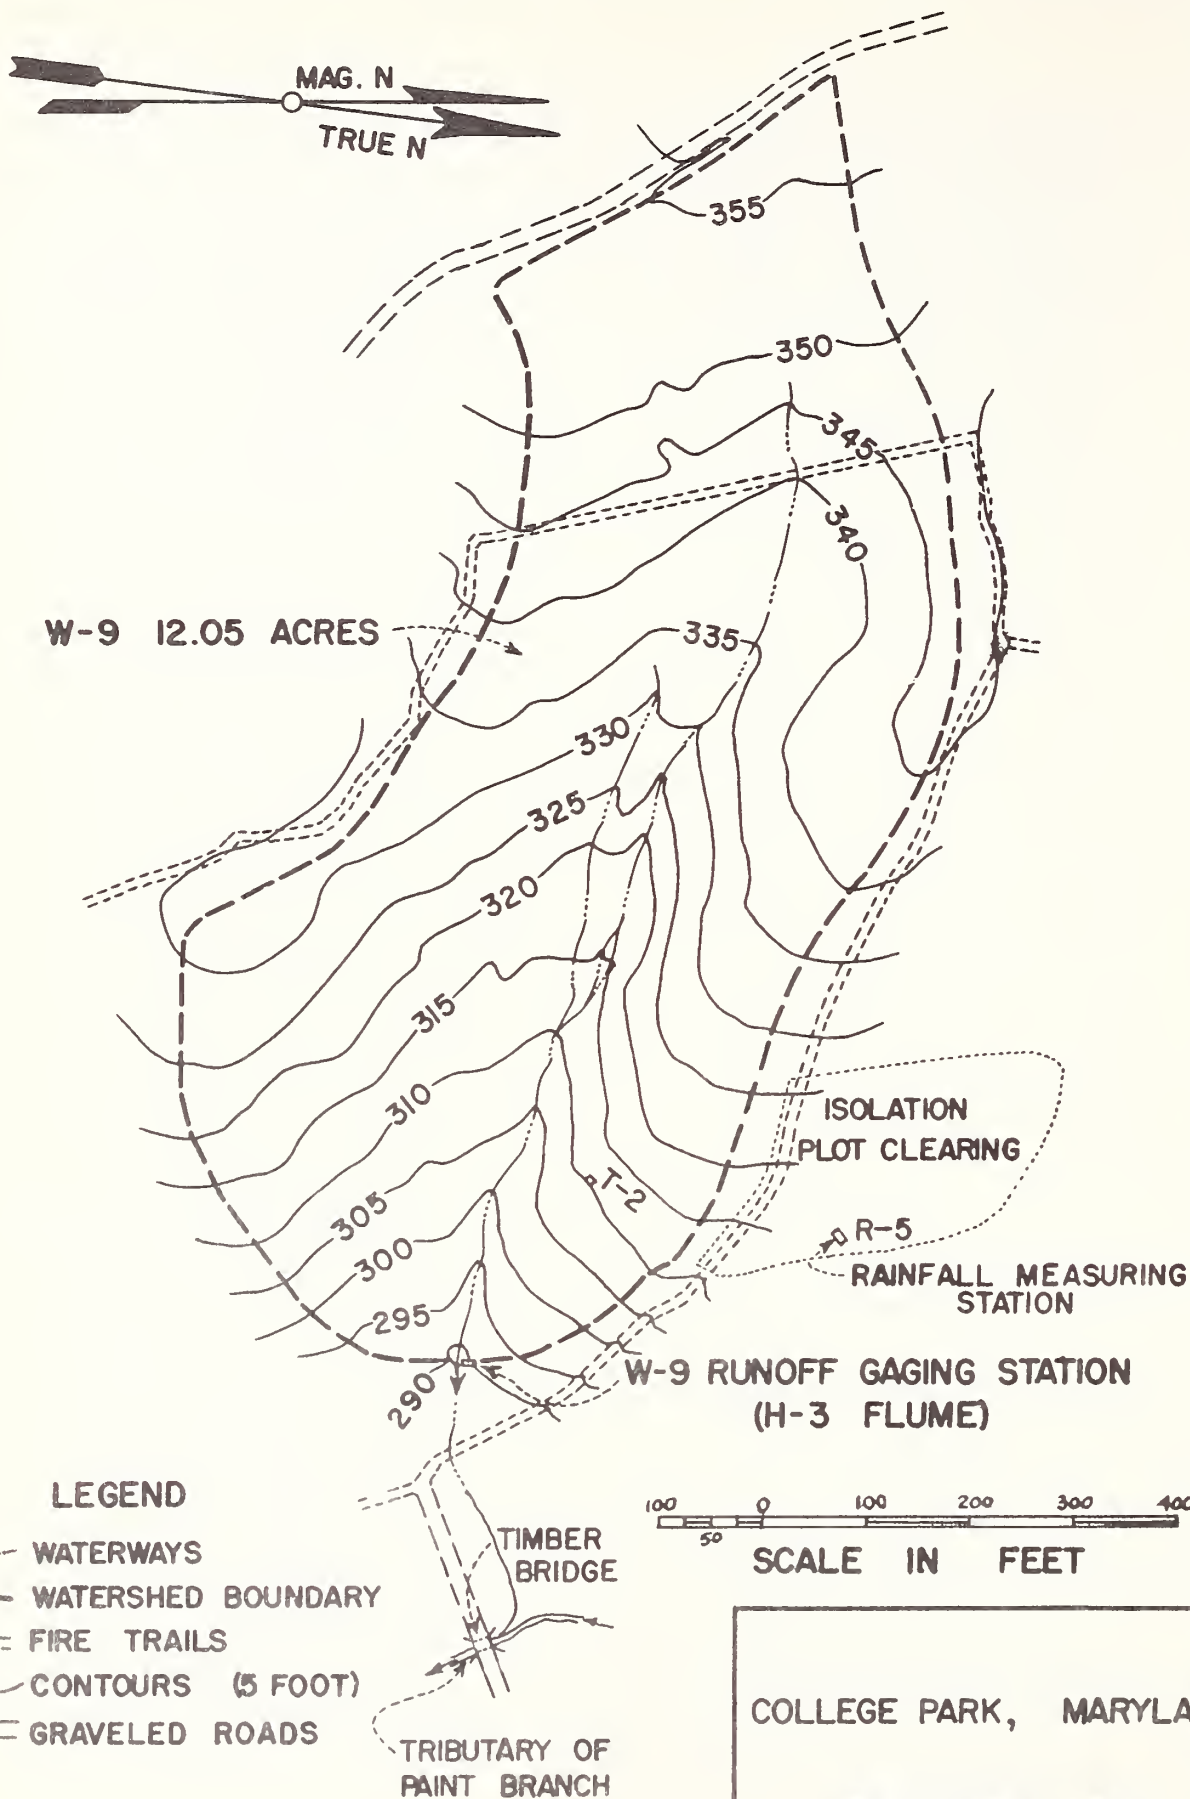 MAG. N
TRUE N
355
350
345
340
W-9 12.05 ACRES
335
330
325
320
315
310
305
300
295
290
ISOLATION
PLOT CLEARING
T-2
R-5
RAINFALL MEASURING
STATION
W-9 RUNOFF GAGING STATION
(H-3 FLUME)
LEGEND
WATERWAYS
WATERSHED BOUNDARY
FIRE TRAILS
CONTOURS (5 FOOT)
GRAVELED ROADS
TIMBER
BRIDGE
TRIBUTARY OF
PAINT BRANCH
100 0 100 200 300 400
50
SCALE IN FEET
COLLEGE PARK, MARYLA